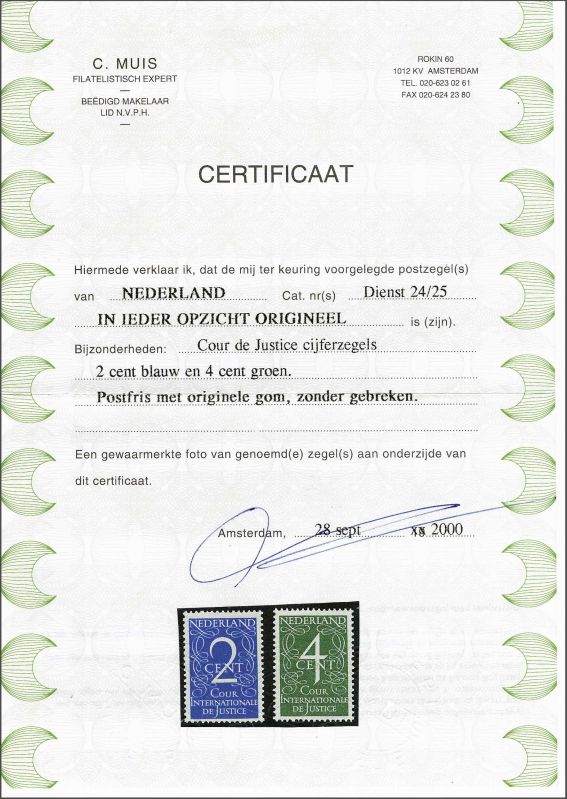 C. MUIS
FILATELISTISCH EXPERT
BEËDIGD MAKELAAR
LID N.V.P.H.
ROKIN 60
1012 KV AMSTERDAM
TEL. 020-623 02 61
FAX 020-624 23 80
CERTIFICAAT
Hiermede verklaar ik, dat de mij ter keuring voorgelegde postzegel(s)
van NEDERLAND Cat. nr(s) Dienst 24/25
IN IEDER OPZICHT ORIGINEEL is (zijn).
Bijzonderheden: Cour de Justice cijferzegels
2 cent blauw en 4 cent groen.
Postfris met originele gom, zonder gebreken.
Een gewaarmerkte foto van genoemd(e) zegel(s) aan onderzijde van
dit certificaat.
Amsterdam, 28 sept 2000
NEDERLAND
2
CENT
COUR
INTERNATIONALE
DE JUSTICE
NEDERLAND
4
CENT
COUR
INTERNATIONALE
DE JUSTICE